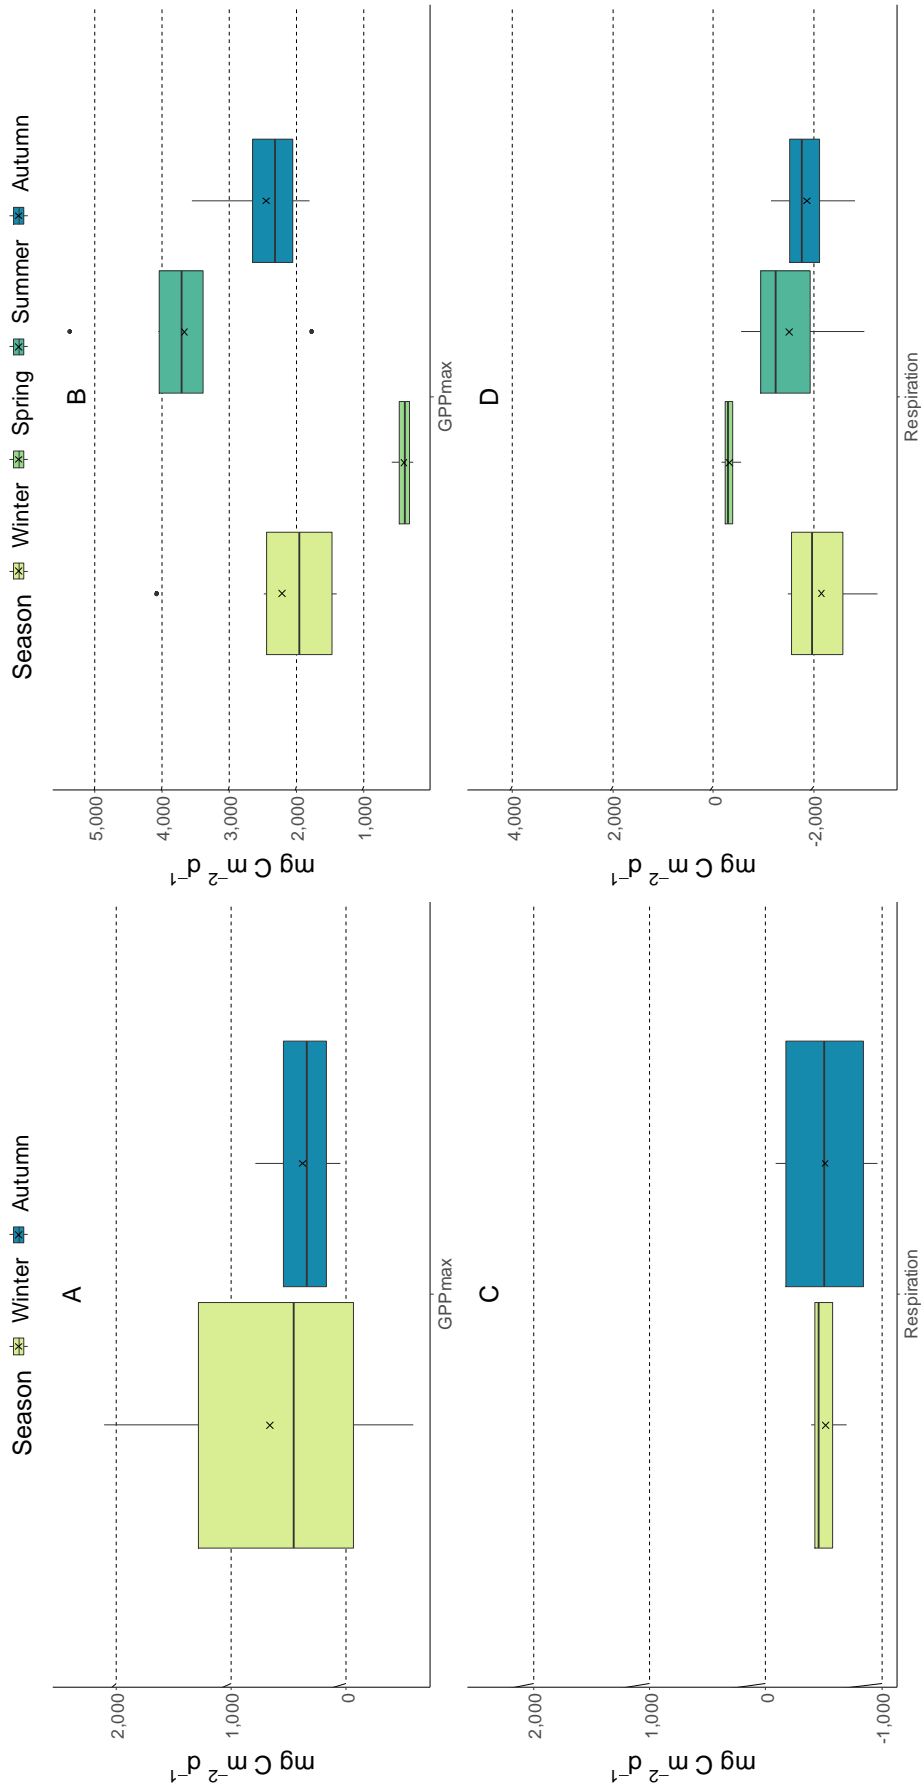 Season Winter Autumn
Season Winter Spring Summer Autumn
A
mg C m⁻² d⁻¹
2,000
1,000
0
GPPmax
B
mg C m⁻² d⁻¹
5,000
4,000
3,000
2,000
1,000
GPPmax
C
mg C m⁻² d⁻¹
2,000
1,000
0
-1,000
Respiration
D
mg C m⁻² d⁻¹
4,000
2,000
0
-2,000
Respiration